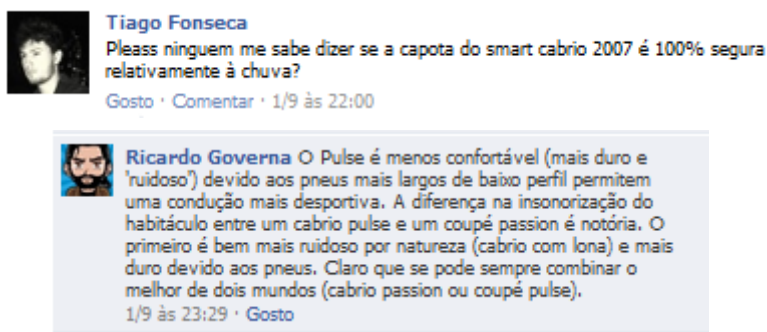 Tiago Fonseca
Pleass ninguem me sabe dizer se a capota do smart cabrio 2007 é 100% segura
relativamente à chuva?
Gosto · Comentar · 1/9 às 22:00
Ricardo Governa O Pulse é menos confortável (mais duro e
'ruidoso') devido aos pneus mais largos de baixo perfil permitem
uma condução mais desportiva. A diferença na insonorização do
habitáculo entre um cabrio pulse e um coupé passion é notória. O
primeiro é bem mais ruidoso por natureza (cabrio com lona) e mais
duro devido aos pneus. Claro que se pode sempre combinar o
melhor de dois mundos (cabrio passion ou coupé pulse).
1/9 às 23:29 · Gosto